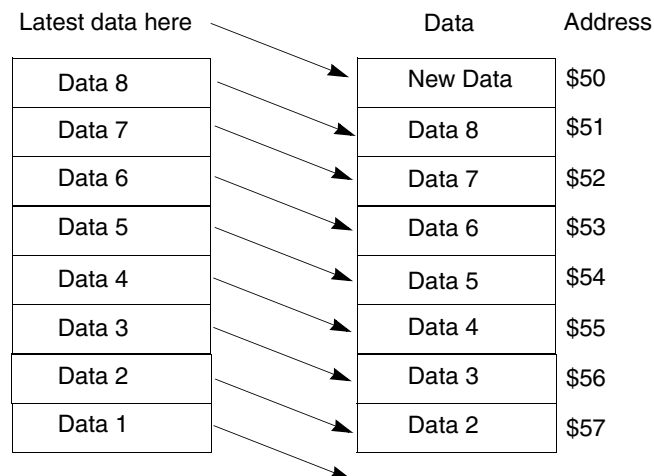 Latest data here Data Address
Data 8 New Data $50
Data 7 Data 8 $51
Data 6 Data 7 $52
Data 5 Data 6 $53
Data 4 Data 5 $54
Data 3 Data 4 $55
Data 2 Data 3 $56
Data 1 Data 2 $57